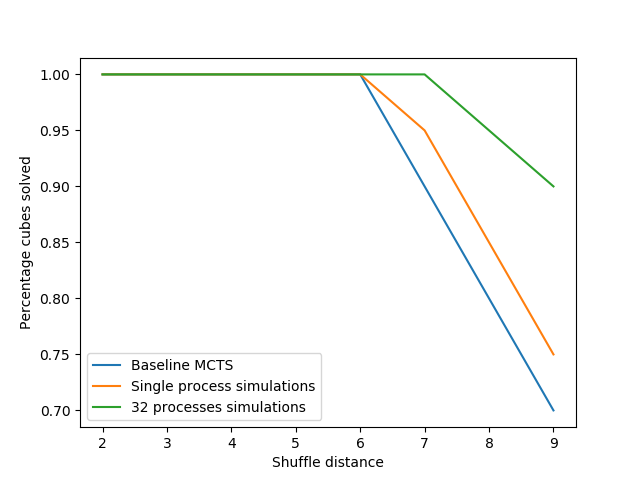 1.00
0.95
0.90
0.85
0.80
0.75
0.70
Percentage cubes solved
Baseline MCTS
Single process simulations
32 processes simulations
2 3 4 5 6 7 8 9
Shuffle distance